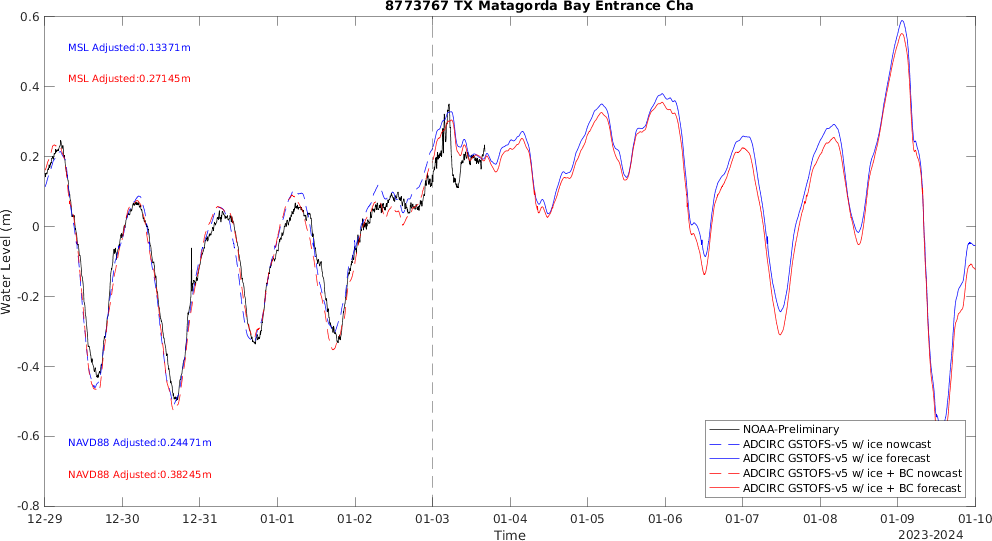 8773767 TX Matagorda Bay Entrance Cha
0.6
0.4
0.2
0
-0.2
-0.4
-0.6
-0.8
Water Level (m)
MSL Adjusted:0.13371m
MSL Adjusted:0.27145m
NAVD88 Adjusted:0.24471m
NAVD88 Adjusted:0.38245m
NOAA-Preliminary
ADCIRC GSTOFS-v5 w/ ice nowcast
ADCIRC GSTOFS-v5 w/ ice forecast
ADCIRC GSTOFS-v5 w/ ice + BC nowcast
ADCIRC GSTOFS-v5 w/ ice + BC forecast
12-29 12-30 12-31 01-01 01-02 01-03 01-04 01-05 01-06 01-07 01-08 01-09 01-10
Time
2023-2024